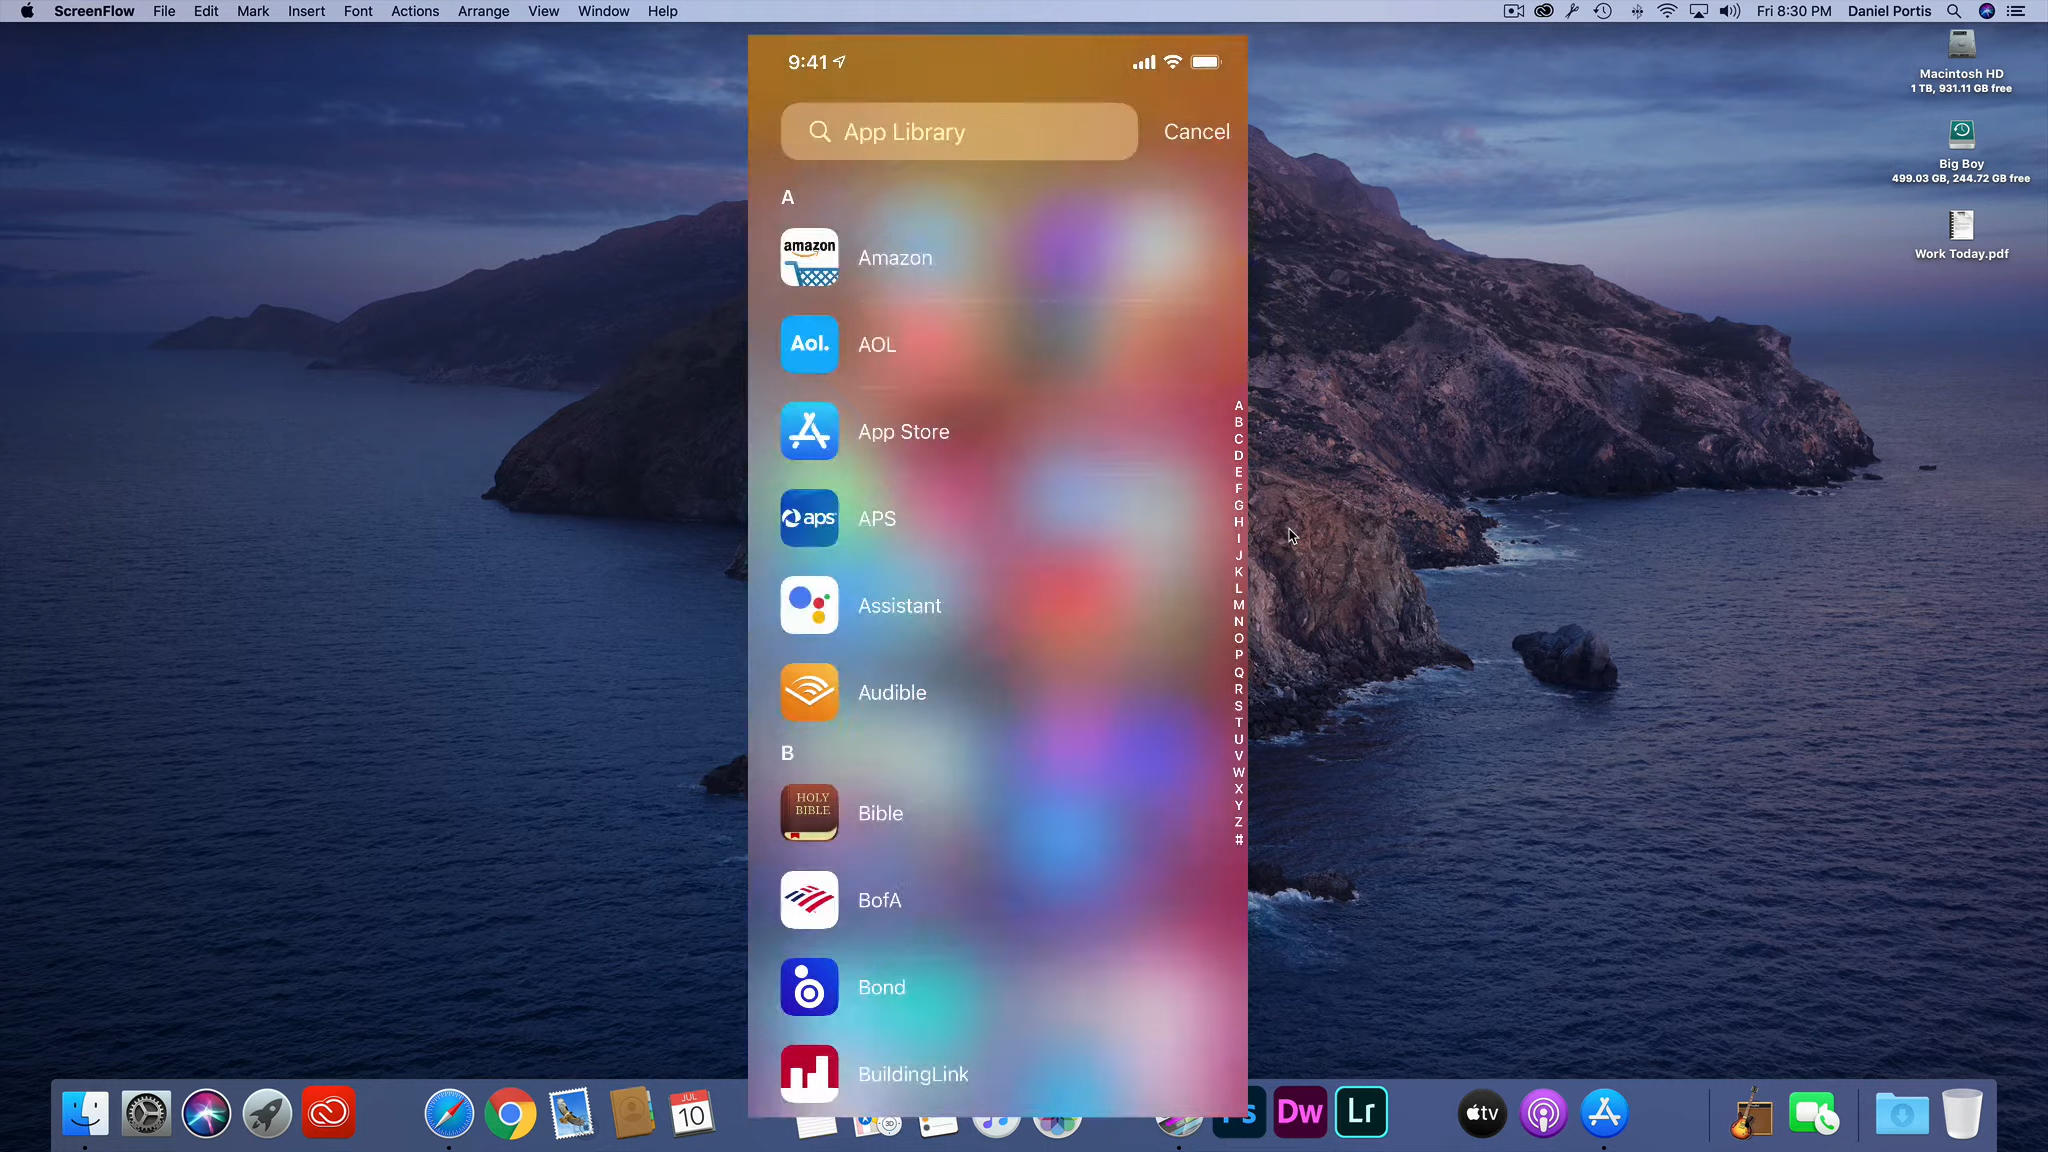 ScreenFlow File Edit Mark Insert Font Actions Arrange View Window Help
Fri 8:30 PM Daniel Portis
Macintosh HD
1 TB, 931.11 GB free
Big Boy
499.03 GB, 244.72 GB free
Work Today.pdf
9:41
App Library
Cancel
A
amazon
Amazon
Aol.
AOL
App Store
aps
APS
Assistant
Audible
B
HOLY
BIBLE
Bible
BofA
Bond
BuildingLink
A
B
C
D
E
F
G
H
I
J
K
L
M
N
O
P
Q
R
S
T
U
V
W
X
Y
Z
#
JUL
10
3D
Ps
Dw
Lr
tv